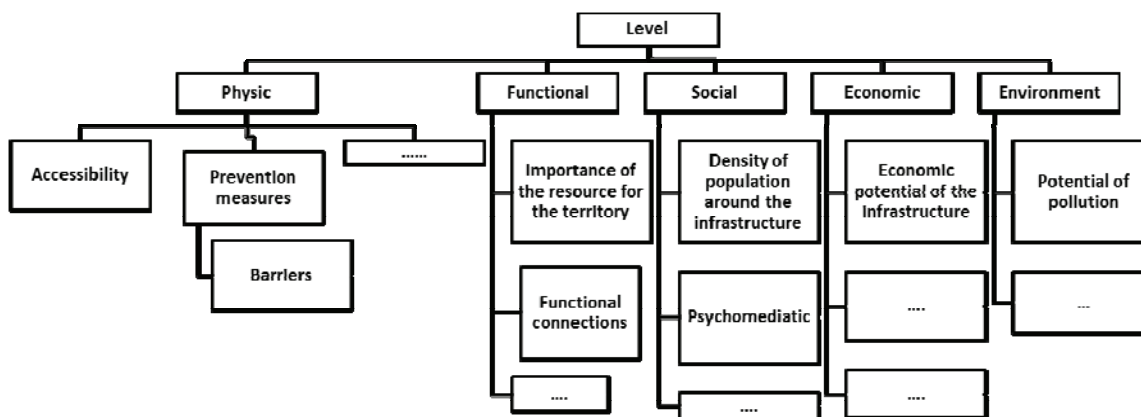 Level
Physic
Functional
Social
Economic
Environment
Accessibility
Prevention
measures
......
Barriers
Importance of
the resource for
the territory
Functional
connections
....
Density of
population
around the
infrastructure
Psychomediatic
....
Economic
potential of the
Infrastructure
....
....
Potential of
pollution
...